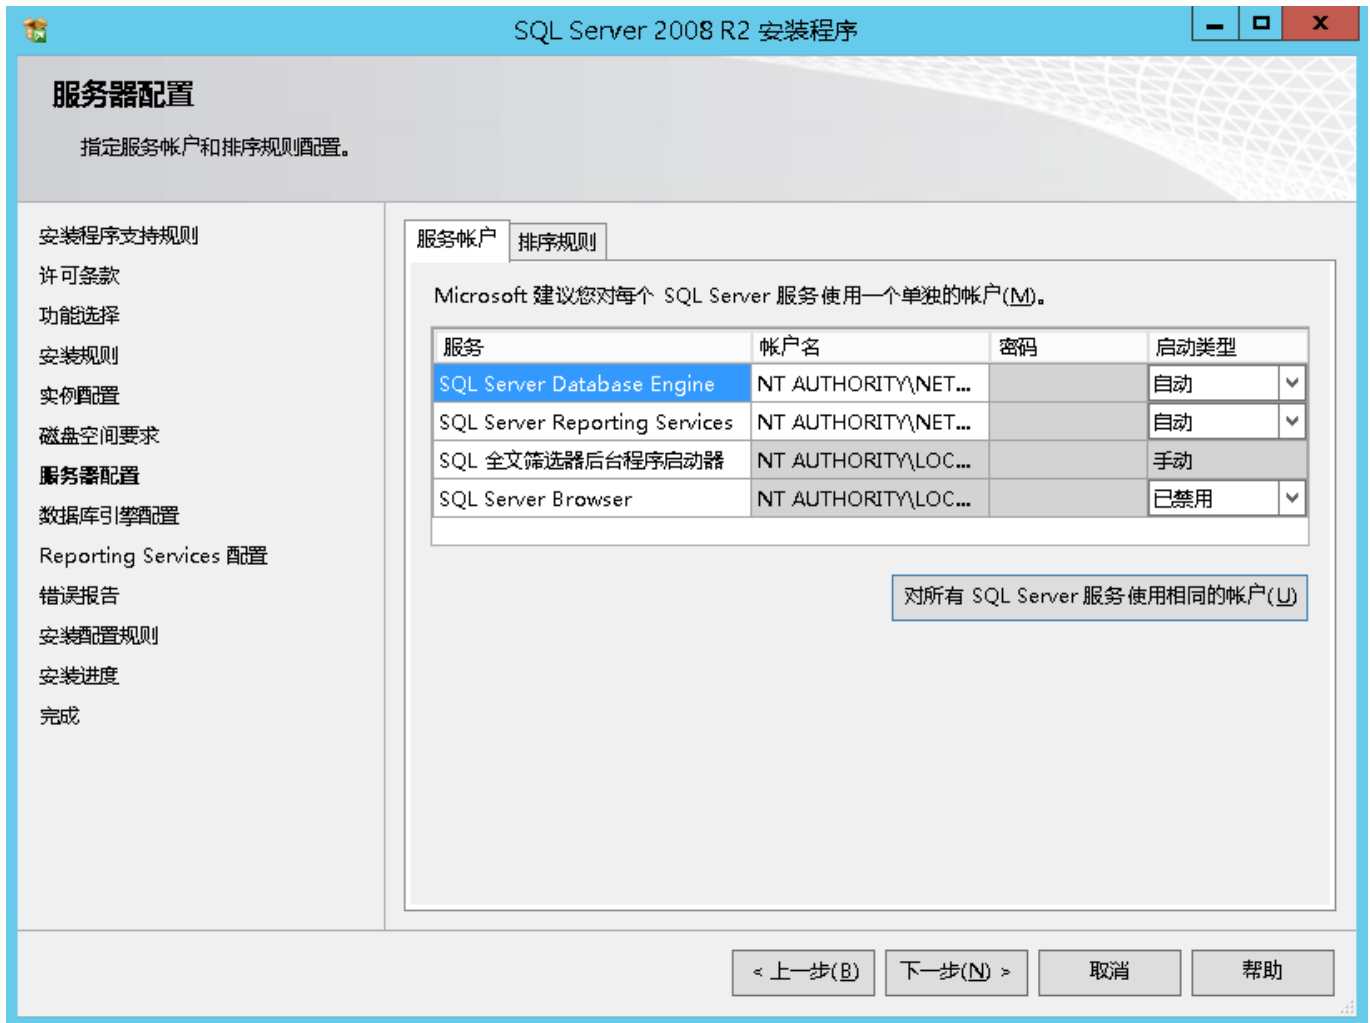 SQL Server 2008 R2 安装程序
服务器配置
指定服务帐户和排序规则配置。
安装程序支持规则
许可条款
功能选择
安装规则
实例配置
磁盘空间要求
服务器配置
数据库引擎配置
Reporting Services 配置
错误报告
安装配置规则
安装进度
完成
服务帐户 排序规则
Microsoft 建议您对每个 SQL Server 服务使用一个单独的帐户(M)。
服务 帐户名 密码 启动类型
SQL Server Database Engine NT AUTHORITY\NET... 自动
SQL Server Reporting Services NT AUTHORITY\NET... 自动
SQL 全文筛选器后台程序启动器 NT AUTHORITY\LOC... 手动
SQL Server Browser NT AUTHORITY\LOC... 已禁用
对所有 SQL Server 服务使用相同的帐户(U)
< 上一步(B) 下一步(N) > 取消 帮助